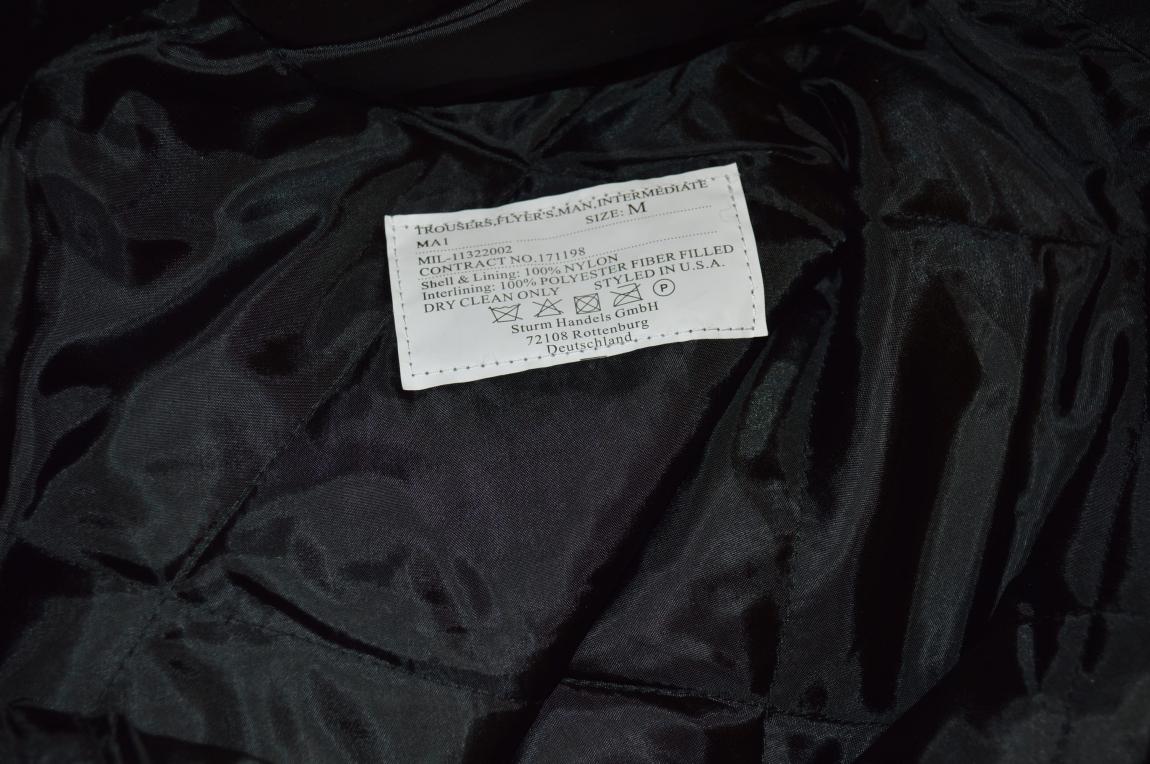 TROUSERS,FLYER'S.MAN,INTERMEDIATE
MA1 SIZE: M
MIL-11322002
CONTRACT NO.171198
Shell & Lining: 100% NYLON
Interlining: 100% POLYESTER FIBER FILLED
DRY CLEAN ONLY STYLED IN U.S.A.
P
Sturm Handels GmbH
72108 Rottenburg
Deutschland